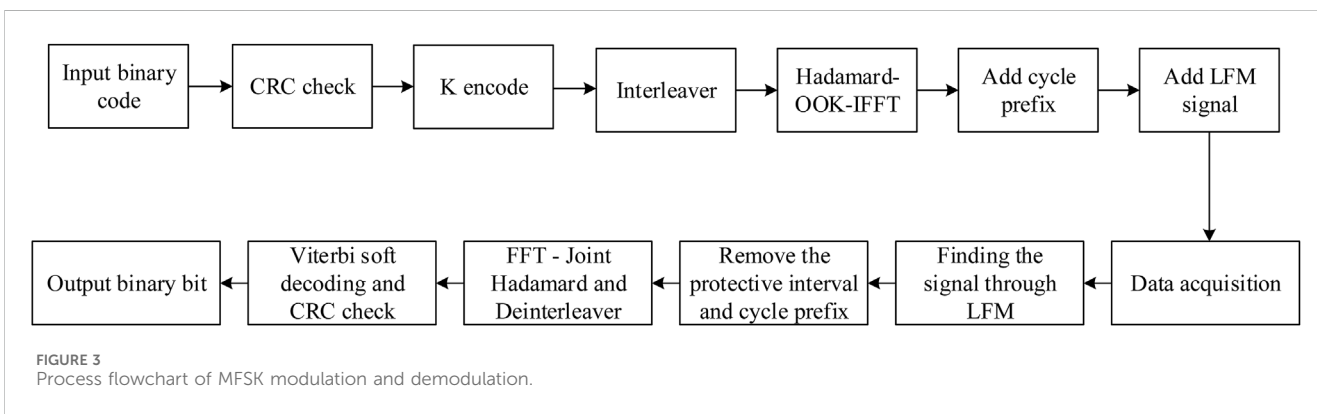 Input binary
code
CRC check
K encode
Interleaver
Hadamard-
OOK-IFFT
Add cycle
prefix
Add LFM
signal
Output binary bit
Viterbi soft
decoding and
CRC check
FFT - Joint
Hadamard and
Deinterleaver
Remove the
protective interval
and cycle prefix
Finding the
signal through
LFM
Data acquisition
FIGURE 3
Process flowchart of MFSK modulation and demodulation.